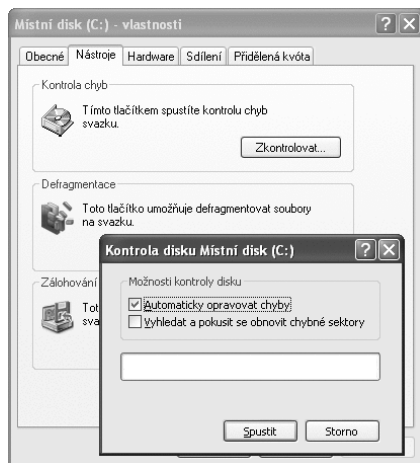 Místní disk (C:) - vlastnosti
Obecné Nástroje Hardware Sdílení Přidělená kvóta
Kontrola chyb
Tímto tlačítkem spustíte kontrolu chyb
svazku.
Zkontrolovat...
Defragmentace
Toto tlačítko umožňuje defragmentovat soubory
na svazku.
Zálohování
Tot
sva
Kontrola disku Místní disk (C:)
Možnosti kontroly disku
Automaticky opravovat chyby
Vyhledat a pokusit se obnovit chybné sektory
Spustit Storno